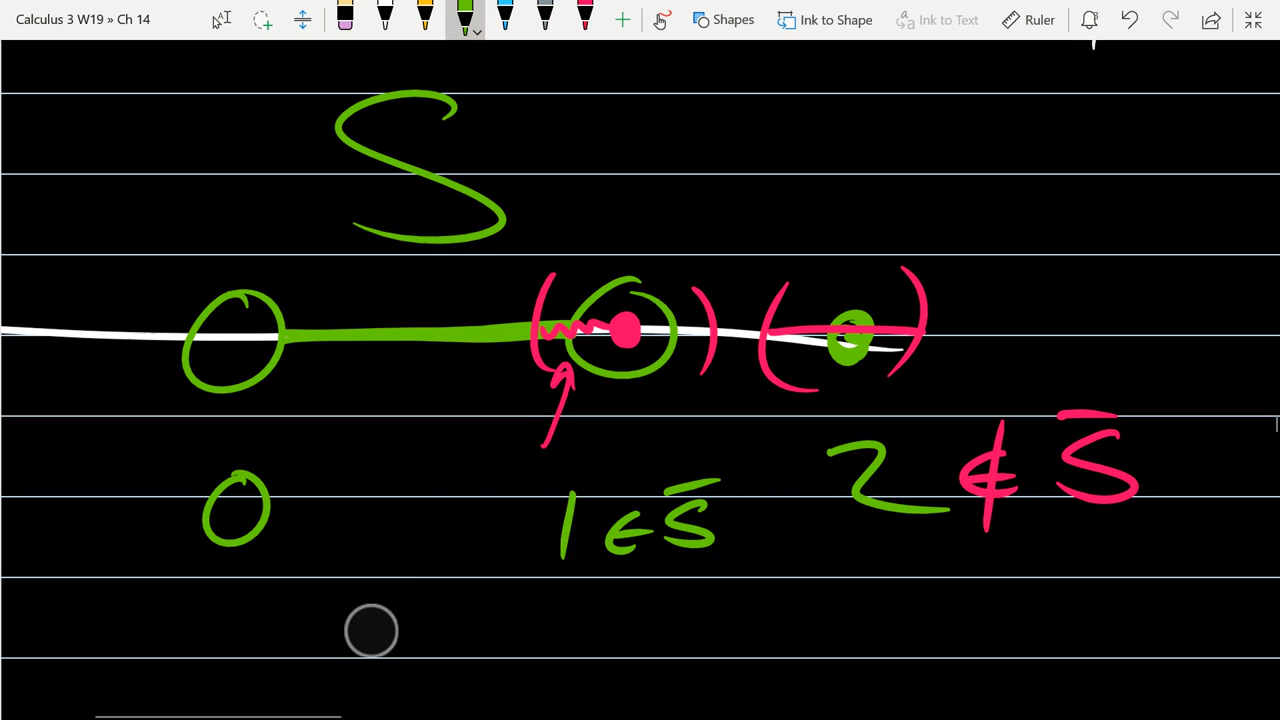 Calculus 3 W19 » Ch 14
Shapes
Ink to Shape
Ink to Text
Ruler
S
( ) ( )
0 1 ∈ S̅ 2 ∉ S̅